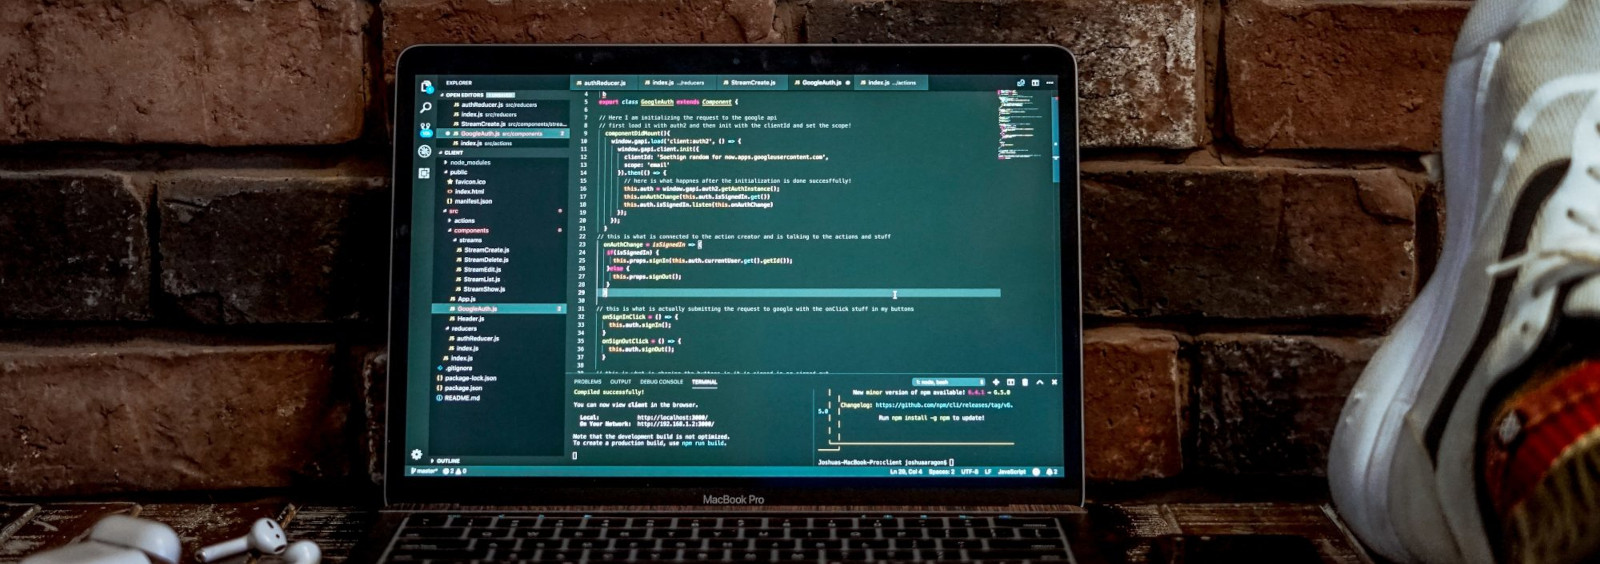 EXPLORER
OPEN EDITORS
authReducer.js src/reducers
index.js src/reducers
StreamCreate.js src/components/strea...
GoogleAuth.js src/components 2
index.js src/actions
CLIENT
node_modules
public
favicon.ico
index.html
manifest.json
src
actions
components
streams
StreamCreate.js
StreamDelete.js
StreamEdit.js
StreamList.js
StreamShow.js
App.js
GoogleAuth.js 2
Header.js
reducers
authReducer.js
index.js
index.js
.gitignore
package-lock.json
package.json
README.md
OUTLINE
authReducer.js index.js .../reducers StreamCreate.js GoogleAuth.js index.js .../actions
4
5 export class GoogleAuth extends Component {
6
7 // Here I am initializing the request to the google api
8 // first load it with auth2 and then init with the clientId and set the scope!
9 componentDidMount(){
10 window.gapi.load('client:auth2', () => {
11 window.gapi.client.init({
12 clientId: 'Soethign random for now.apps.googleusercontent.com',
13 scope: 'email'
14 }).then(() => {
15 // here is what happnes after the initialization is done succesffully!
16 this.auth = window.gapi.auth2.getAuthInstance();
17 this.onAuthChange(this.auth.isSignedIn.get())
18 this.auth.isSignedIn.listen(this.onAuthChange)
19 });
20 });
21 }
22 // this is what is connected to the action creator and is talking to the actions and stuff
23 onAuthChange = isSignedIn => {
24 if(isSignedIn) {
25 this.props.signIn(this.auth.currentUser.get().getId());
26 }else {
27 this.props.signOut();
28 }
29 }
30
31 // this is what is actually submitting the request to google with the onClick stuff in my buttons
32 onSignInClick = () => {
33 this.auth.signIn();
34 }
35 onSignOutClick = () => {
36 this.auth.signOut();
37 }
PROBLEMS OUTPUT DEBUG CONSOLE TERMINAL
Compiled successfully!
You can now view client in the browser.
Local: http://localhost:3000/
On Your Network: http://192.168.1.2:3000/
Note that the development build is not optimized.
To create a production build, use npm run build.
New minor version of npm available! → 6.5.0
Changelog: https://github.com/npm/cli/releases/tag/v6.
5.0
Run npm install -g npm to update!
Joshuas-MacBook-Pro:client joshuaaragon$
master* 2 0
Ln 29, Col 4 Spaces: 2 UTF-8 LF JavaScript 2
MacBook Pro